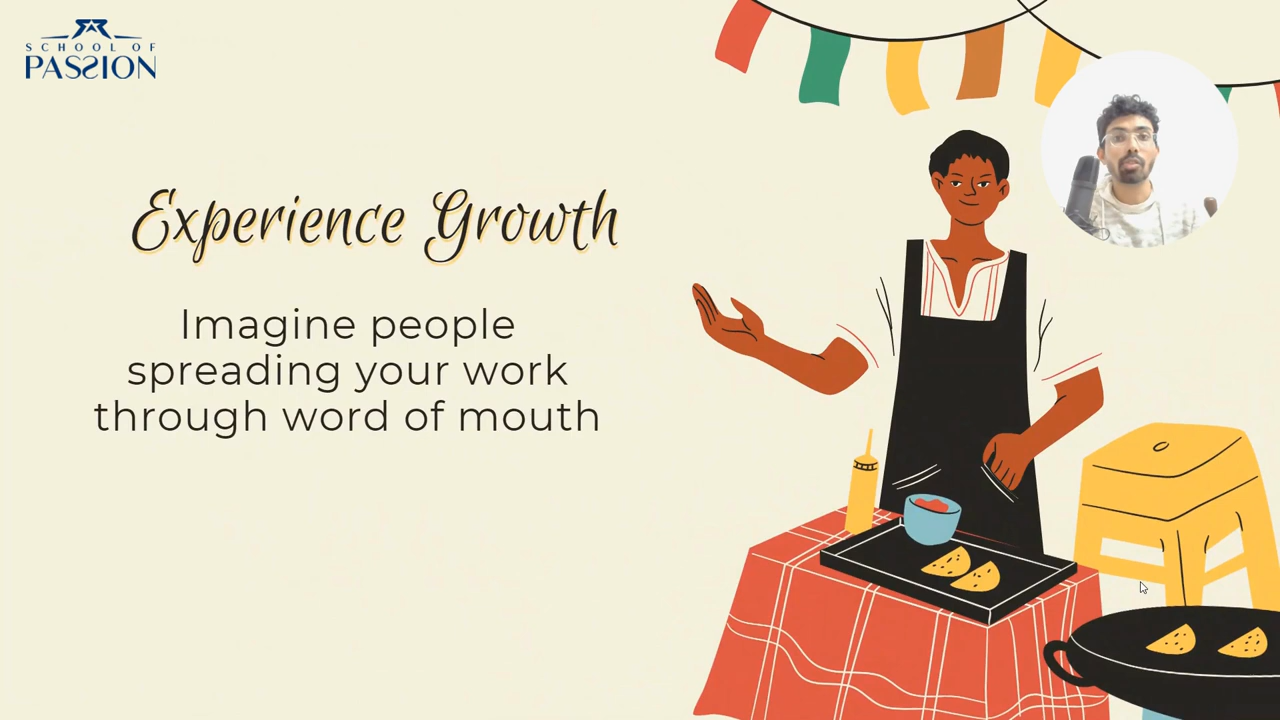 SCHOOL OF
PASSION
Experience Growth
Imagine people
spreading your work
through word of mouth